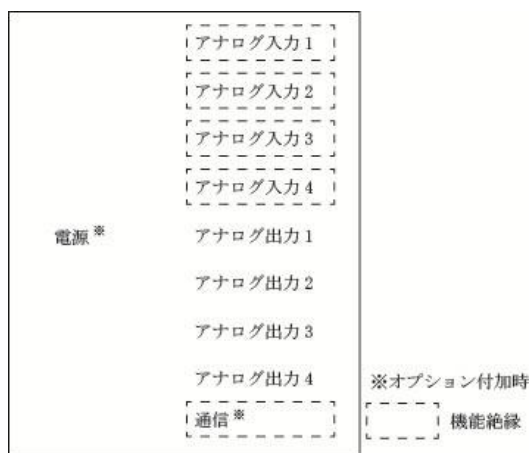 アナログ入力1
アナログ入力2
アナログ入力3
アナログ入力4
電源※ アナログ出力1
アナログ出力2
アナログ出力3
アナログ出力4 ※オプション付加時
通信※ 機能絶縁